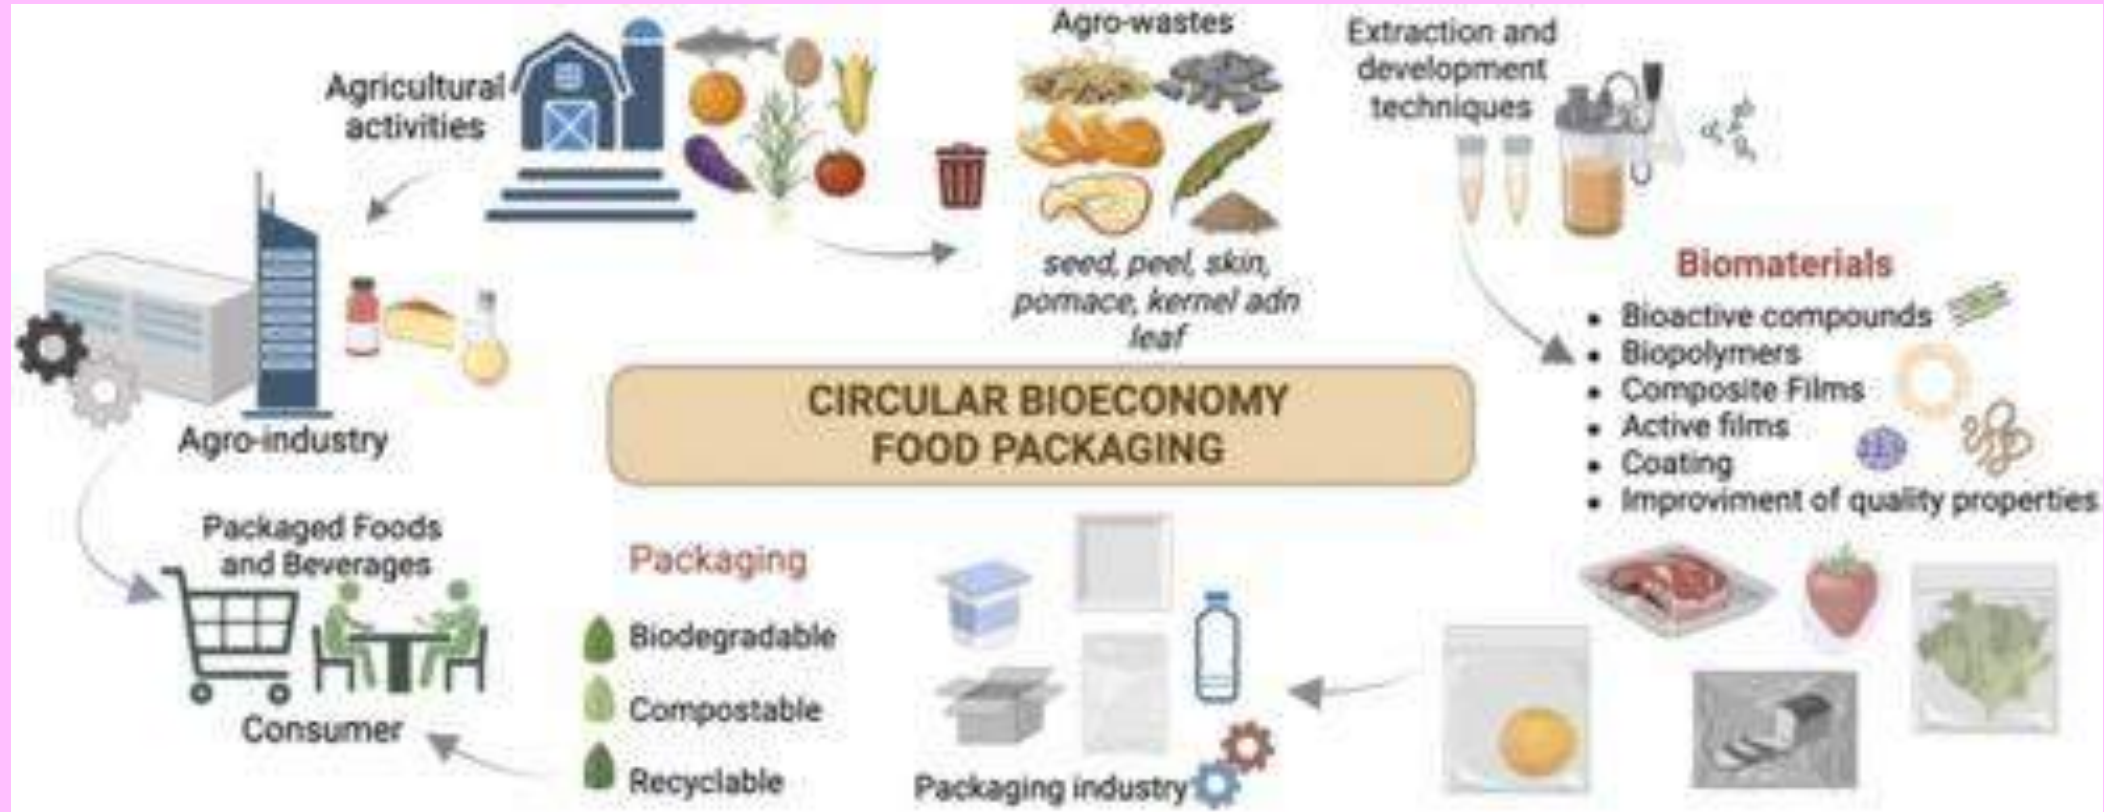 Agricultural
activities
Agro-wastes
seed, peel, skin,
pomace, kernel adn
leaf
Extraction and
development
techniques
Biomaterials
• Bioactive compounds
• Biopolymers
• Composite Films
• Active films
• Coating
• Improviment of quality properties
Agro-industry
CIRCULAR BIOECONOMY
FOOD PACKAGING
Packaged Foods
and Beverages
Consumer
Packaging
Biodegradable
Compostable
Recyclable
Packaging industry